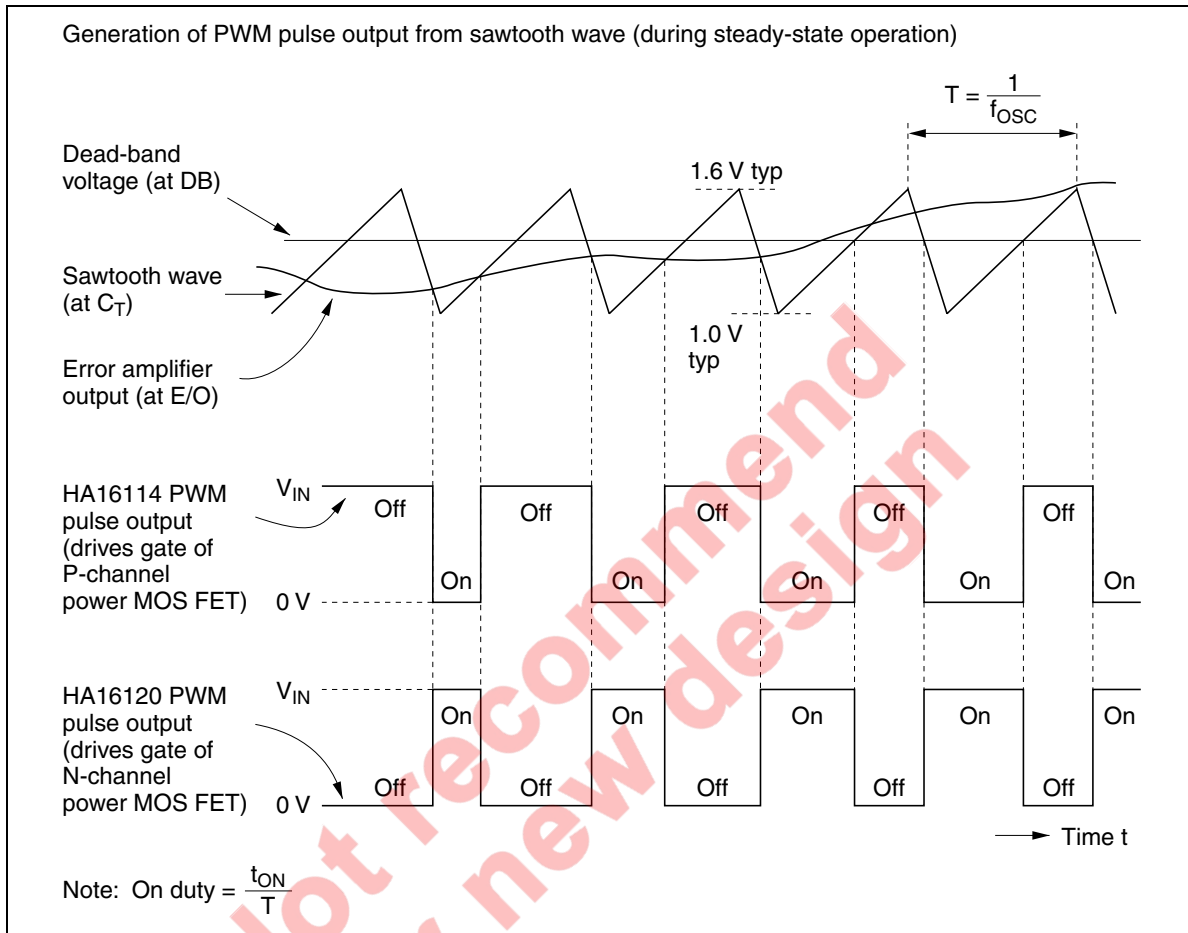 Generation of PWM pulse output from sawtooth wave (during steady-state operation)
T = 1 / fOSC
Dead-band
voltage (at DB)
1.6 V typ
Sawtooth wave
(at CT)
1.0 V
typ
Error amplifier
output (at E/O)
HA16114 PWM
pulse output
(drives gate of
P-channel
power MOS FET)
VIN
Off Off Off Off Off
On On On On On
0 V
HA16120 PWM
pulse output
(drives gate of
N-channel
power MOS FET)
VIN
On On On On On
Off Off Off Off Off
0 V
Time t
Note: On duty = tON / T
ot recommend
new design